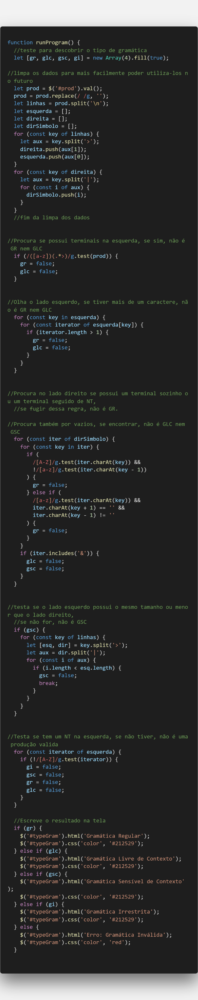 function runProgram() {
  //teste para descobrir o tipo de gramática
  let [gr, glc, gsc, gi] = new Array(4).fill(true);

//limpa os dados para mais facilmente poder utiliza-los n
o futuro
  let prod = $('#prod').val();
  prod = prod.replace(/ /g, '');
  let linhas = prod.split('\n');
  let esquerda = [];
  let direita = [];
  let dirSimbolo = [];
  for (const key of linhas) {
    let aux = key.split('>');
    direita.push(aux[1]);
    esquerda.push(aux[0]);
  }
  for (const key of direita) {
    let aux = key.split('|');
    for (const i of aux) {
      dirSimbolo.push(i);
    }
  }
  //fim da limpa dos dados

//Procura se possui terminais na esquerda, se sim, não é
 GR nem GLC
  if (/([a-z])(.*>)/g.test(prod)) {
    gr = false;
    glc = false;
  }

//Olha o lado esquerdo, se tiver mais de um caractere, nã
o é GR nem GLC
  for (const key in esquerda) {
    for (const iterator of esquerda[key]) {
      if (iterator.length > 1) {
        gr = false;
        glc = false;
      }
    }
  }

//Procura no lado direito se possui um terminal sozinho o
u um terminal seguido de NT,
  //se fugir dessa regra, não é GR.

//Procura também por vazios, se encontrar, não é GLC nem
 GSC
  for (const iter of dirSimbolo) {
    for (const key in iter) {
      if (
        /[A-Z]/g.test(iter.charAt(key)) &&
        !/[a-z]/g.test(iter.charAt(key - 1))
      ) {
        gr = false;
      } else if (
        /[a-z]/g.test(iter.charAt(key)) &&
        iter.charAt(key + 1) == '' &&
        iter.charAt(key - 1) != ''
      ) {
        gr = false;
      }
    }
    if (iter.includes('&')) {
      glc = false;
      gsc = false;
    }
  }

//testa se o lado esquerdo possui o mesmo tamanho ou meno
r que o lado direito,
  //se não for, não é GSC
  if (gsc) {
    for (const key of linhas) {
      let [esq, dir] = key.split('>');
      let aux = dir.split('|');
      for (const i of aux) {
        if (i.length < esq.length) {
          gsc = false;
          break;
        }
      }
    }
  }

//Testa se tem um NT na esquerda, se não tiver, não é uma
 produção valida
  for (const iterator of esquerda) {
    if (!/[A-Z]/g.test(iterator)) {
      gi = false;
      gsc = false;
      gr = false;
      glc = false;
    }
  }

  //Escreve o resultado na tela
  if (gr) {
    $('#typeGram').html('Gramática Regular');
    $('#typeGram').css('color', '#212529');
  } else if (glc) {
    $('#typeGram').html('Gramática Livre de Contexto');
    $('#typeGram').css('color', '#212529');
  } else if (gsc) {
    $('#typeGram').html('Gramática Sensível de Contexto'
);
    $('#typeGram').css('color', '#212529');
  } else if (gi) {
    $('#typeGram').html('Gramática Irrestrita');
    $('#typeGram').css('color', '#212529');
  } else {
    $('#typeGram').html('Erro: Gramática Inválida');
    $('#typeGram').css('color', 'red');
  }